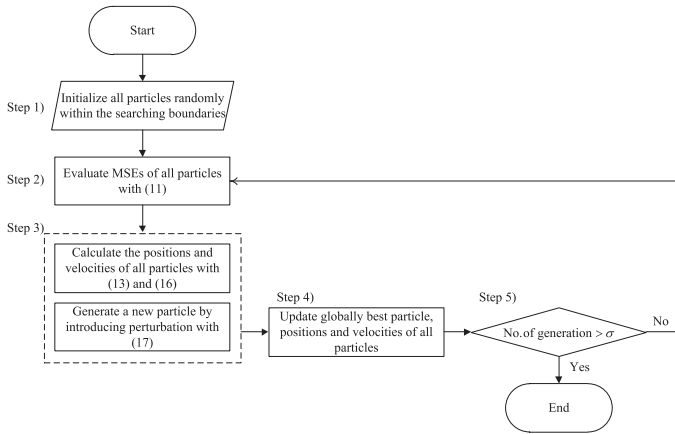 Start
Step 1)
Initialize all particles randomly
within the searching boundaries
Step 2)
Evaluate MSEs of all particles
with (11)
Step 3)
Calculate the positions and
velocities of all particles with
(13) and (16)
Generate a new particle by
introducing perturbation with
(17)
Step 4)
Update globally best particle,
positions and velocities of all
particles
Step 5)
No. of generation > σ
No
Yes
End